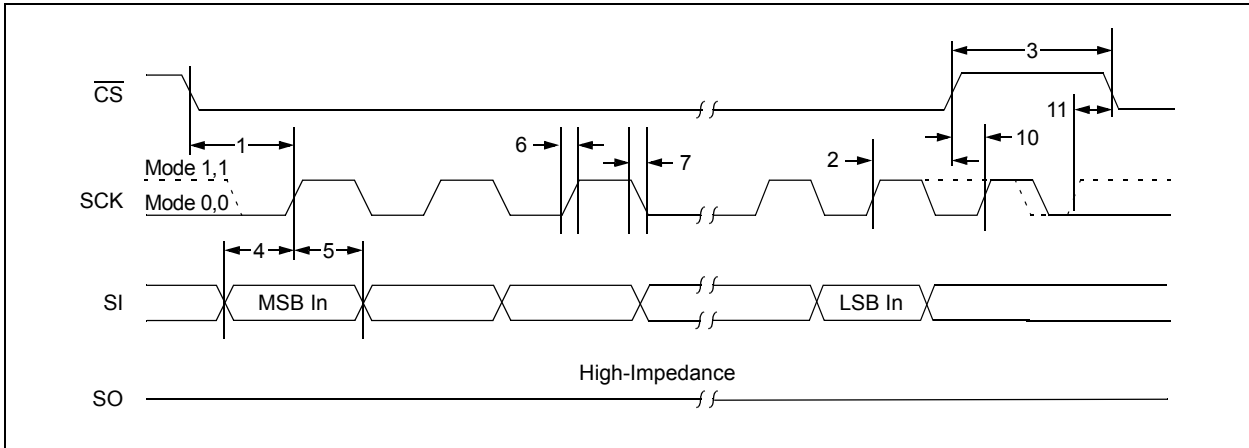 3
CS
11
1
6
7
2
10
Mode 1,1
SCK
Mode 0,0
4
5
SI
MSB In
LSB In
High-Impedance
SO